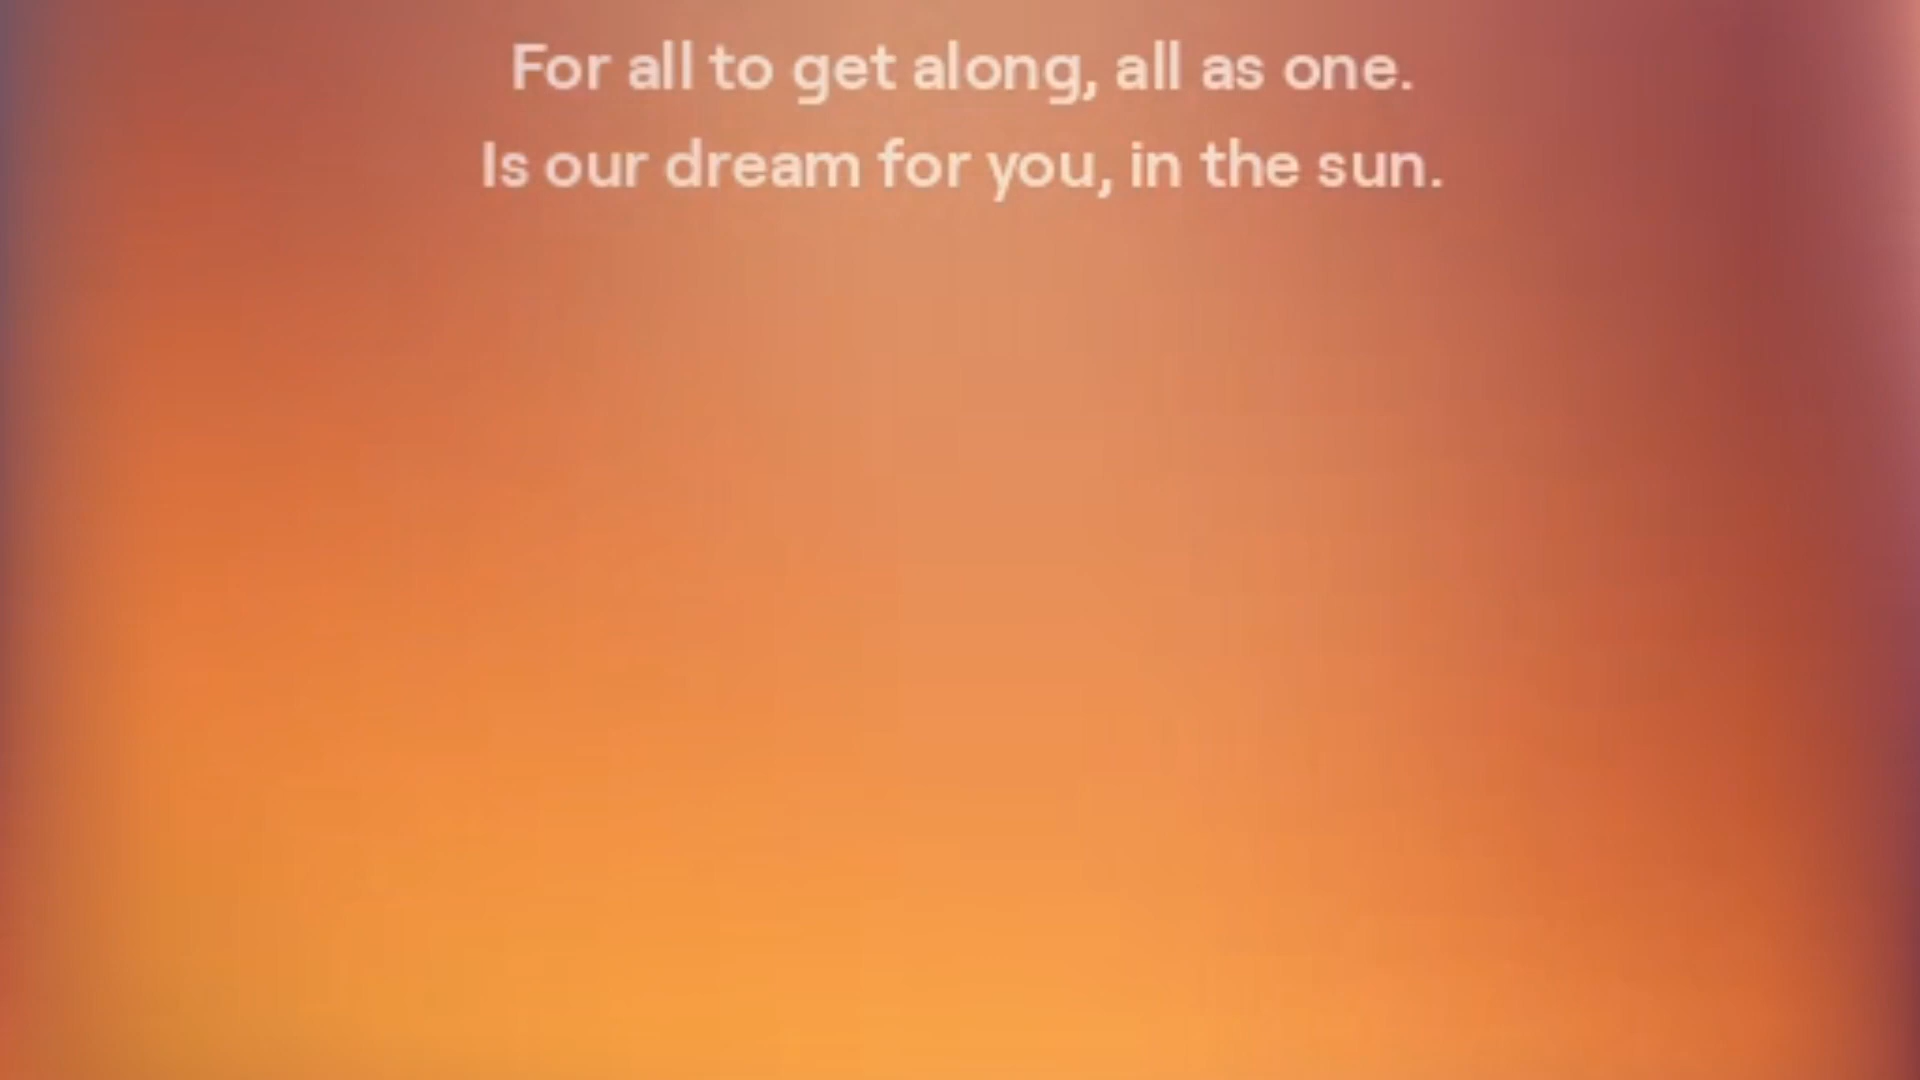 For all to get along, all as one.
Is our dream for you, in the sun.